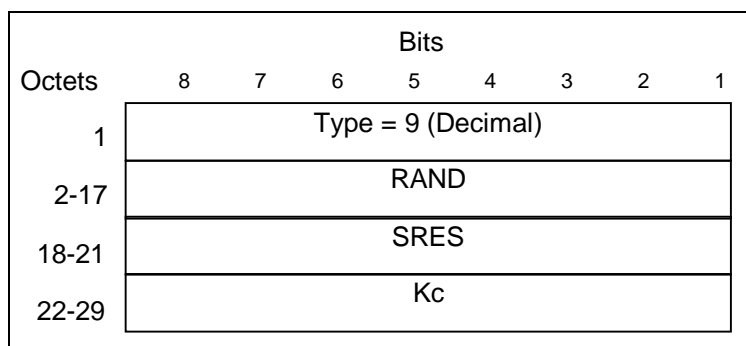 Bits
Octets 8 7 6 5 4 3 2 1
1 Type = 9 (Decimal)
2-17 RAND
18-21 SRES
22-29 Kc